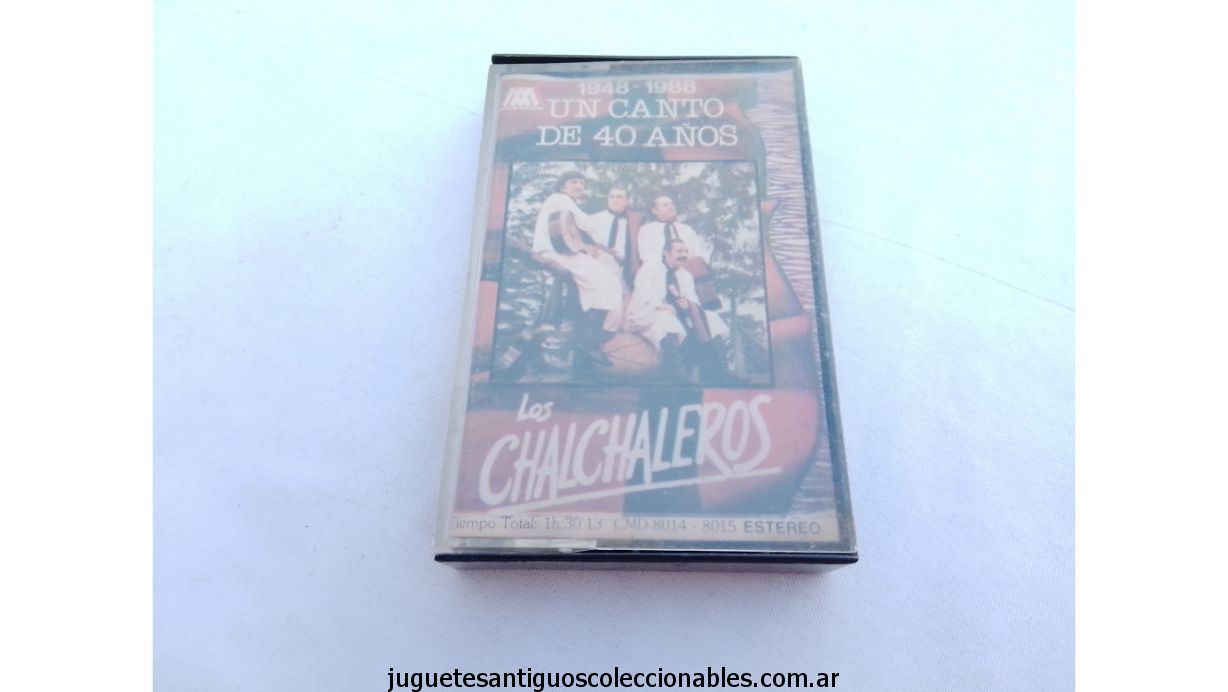 1948 - 1988
UN CANTO
DE 40 AÑOS
Los
CHALCHALEROS
Tiempo Total: 1h.30'13" CMD-8014 - 8015 ESTEREO
juguetesantiguoscoleccionables.com.ar